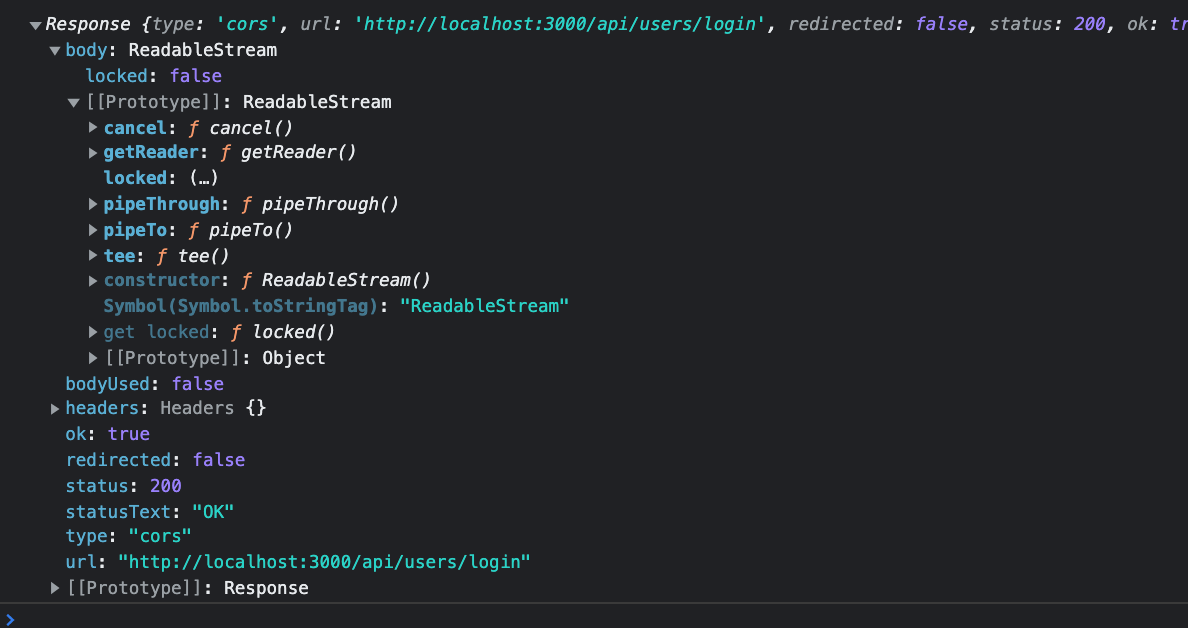 ▼Response {type: 'cors', url: 'http://localhost:3000/api/users/login', redirected: false, status: 200, ok: tr
▼body: ReadableStream
locked: false
▼[[Prototype]]: ReadableStream
▶cancel: ƒ cancel()
▶getReader: ƒ getReader()
locked: (…)
▶pipeThrough: ƒ pipeThrough()
▶pipeTo: ƒ pipeTo()
▶tee: ƒ tee()
▶constructor: ƒ ReadableStream()
Symbol(Symbol.toStringTag): "ReadableStream"
▶get locked: ƒ locked()
▶[[Prototype]]: Object
bodyUsed: false
▶headers: Headers {}
ok: true
redirected: false
status: 200
statusText: "OK"
type: "cors"
url: "http://localhost:3000/api/users/login"
▶[[Prototype]]: Response